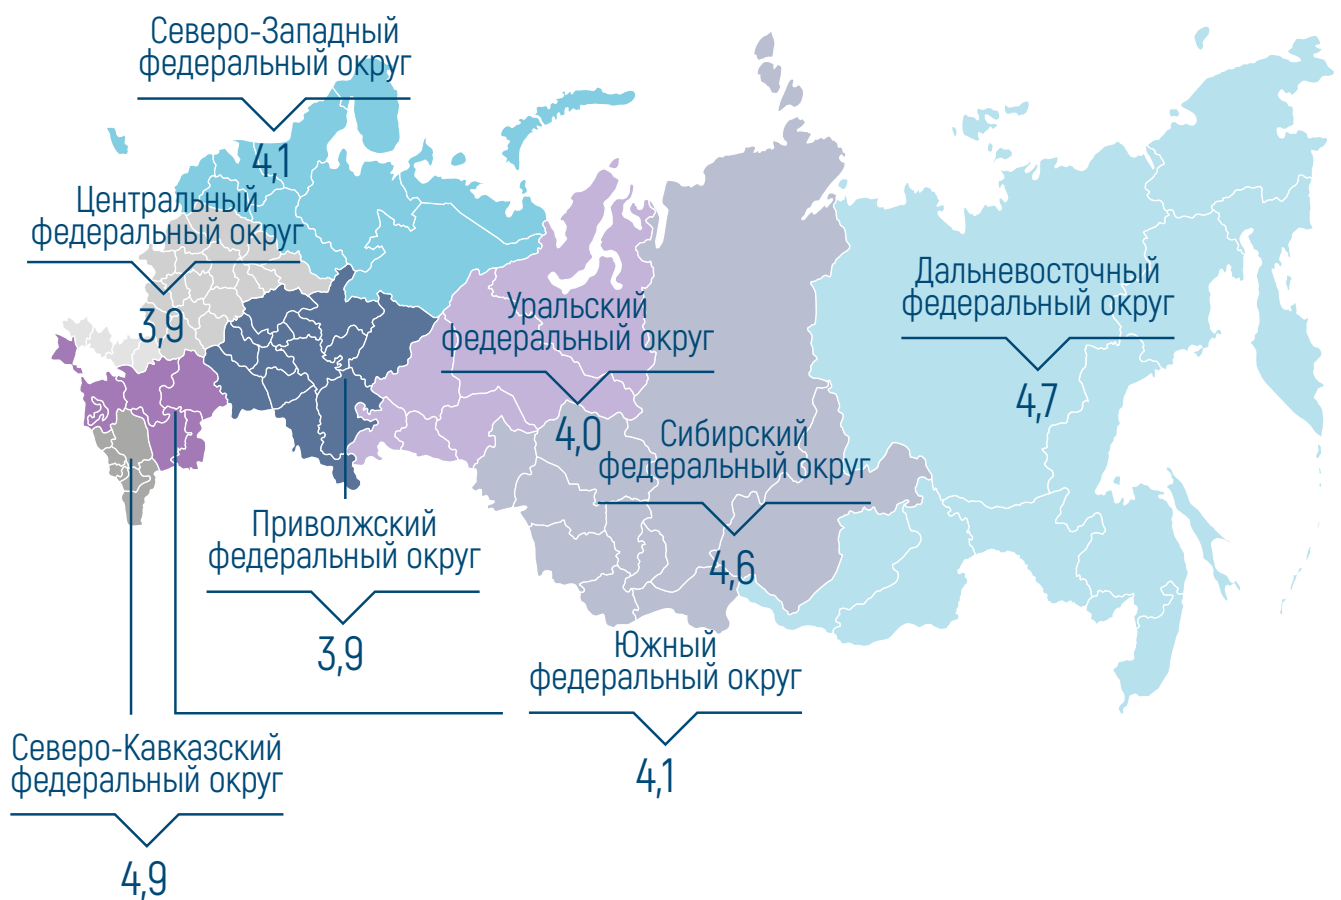 Северо-Западный
федеральный округ
4,1
Центральный
федеральный округ
3,9
Уральский
федеральный округ
4,0
Дальневосточный
федеральный округ
4,7
Сибирский
федеральный округ
4,6
Приволжский
федеральный округ
3,9
Южный
федеральный округ
4,1
Северо-Кавказский
федеральный округ
4,9